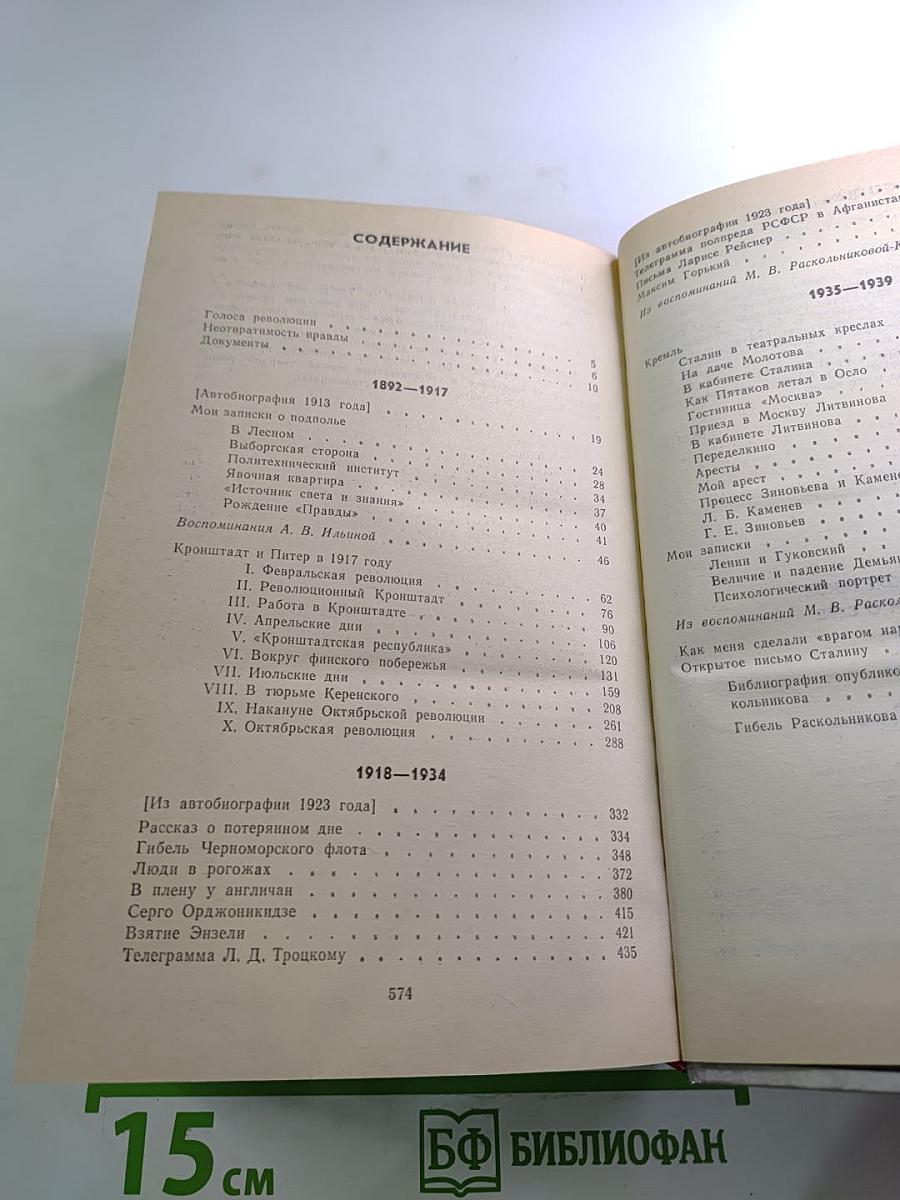 СОДЕРЖАНИЕ
Голоса революции . . . . . . . . . . . . 5
Неотвратимость правды . . . . . . . . . . . . 6
Документы . . . . . . . . . . . . 10
1892—1917
[Автобиография 1913 года] . . . . . . . . . . . . 19
Мои записки о подполье
В Лесном . . . . . . . . . . . . 24
Выборгская сторона . . . . . . . . . . . . 28
Политехнический институт . . . . . . . . . . . . 34
Явочная квартира . . . . . . . . . . . . 37
«Источник света и знания» . . . . . . . . . . . . 40
Рождение «Правды» . . . . . . . . . . . . 41
Воспоминания А. В. Ильиной . . . . . . . . . . . . 46
Кронштадт и Питер в 1917 году
I. Февральская революция . . . . . . . . . . . . 62
II. Революционный Кронштадт . . . . . . . . . . . . 76
III. Работа в Кронштадте . . . . . . . . . . . . 90
IV. Апрельские дни . . . . . . . . . . . . 106
V. «Кронштадтская республика» . . . . . . . . . . . . 120
VI. Вокруг финского побережья . . . . . . . . . . . . 131
VII. Июльские дни . . . . . . . . . . . . 159
VIII. В тюрьме Керенского . . . . . . . . . . . . 208
IX. Накануне Октябрьской революции . . . . . . . . . . . . 261
X. Октябрьская революция . . . . . . . . . . . . 288
1918—1934
[Из автобиографии 1923 года] . . . . . . . . . . . . 332
Рассказ о потерянном дне . . . . . . . . . . . . 334
Гибель Черноморского флота . . . . . . . . . . . . 348
Люди в рогожах . . . . . . . . . . . . 372
В плену у англичан . . . . . . . . . . . . 380
Серго Орджоникидзе . . . . . . . . . . . . 415
Взятие Энзели . . . . . . . . . . . . 421
Телеграмма Л. Д. Троцкому . . . . . . . . . . . . 435
574
[Из автобиографии 1923 года] . . . . .
Телеграмма полпреда РСФСР в Афганистан
Письма Ларисе Рейснер . . . . .
Максим Горький . . . . .
Из воспоминаний М. В. Раскольниковой-К
1935—1939
Кремль
Сталин в театральных креслах . .
На даче Молотова . . . . .
В кабинете Сталина . . . . .
Как Пятаков летал в Осло . . .
Гостиница «Москва» . . . . .
Приезд в Москву Литвинова . .
В кабинете Литвинова . . . . .
Переделкино . . . . .
Аресты . . . . .
Мой арест . . . . .
Процесс Зиновьева и Камене
Л. Б. Каменев . . . . .
Г. Е. Зиновьев . . . . .
Мои записки . . . . .
Ленин и Гуковский . . . .
Величие и падение Демья
Психологический портрет
Из воспоминаний М. В. Раскол
Как меня сделали «врагом нар
Открытое письмо Сталину . .
Библиография опублико
кольникова . . . .
Гибель Раскольникова
15 см
БФ БИБЛИОФАН